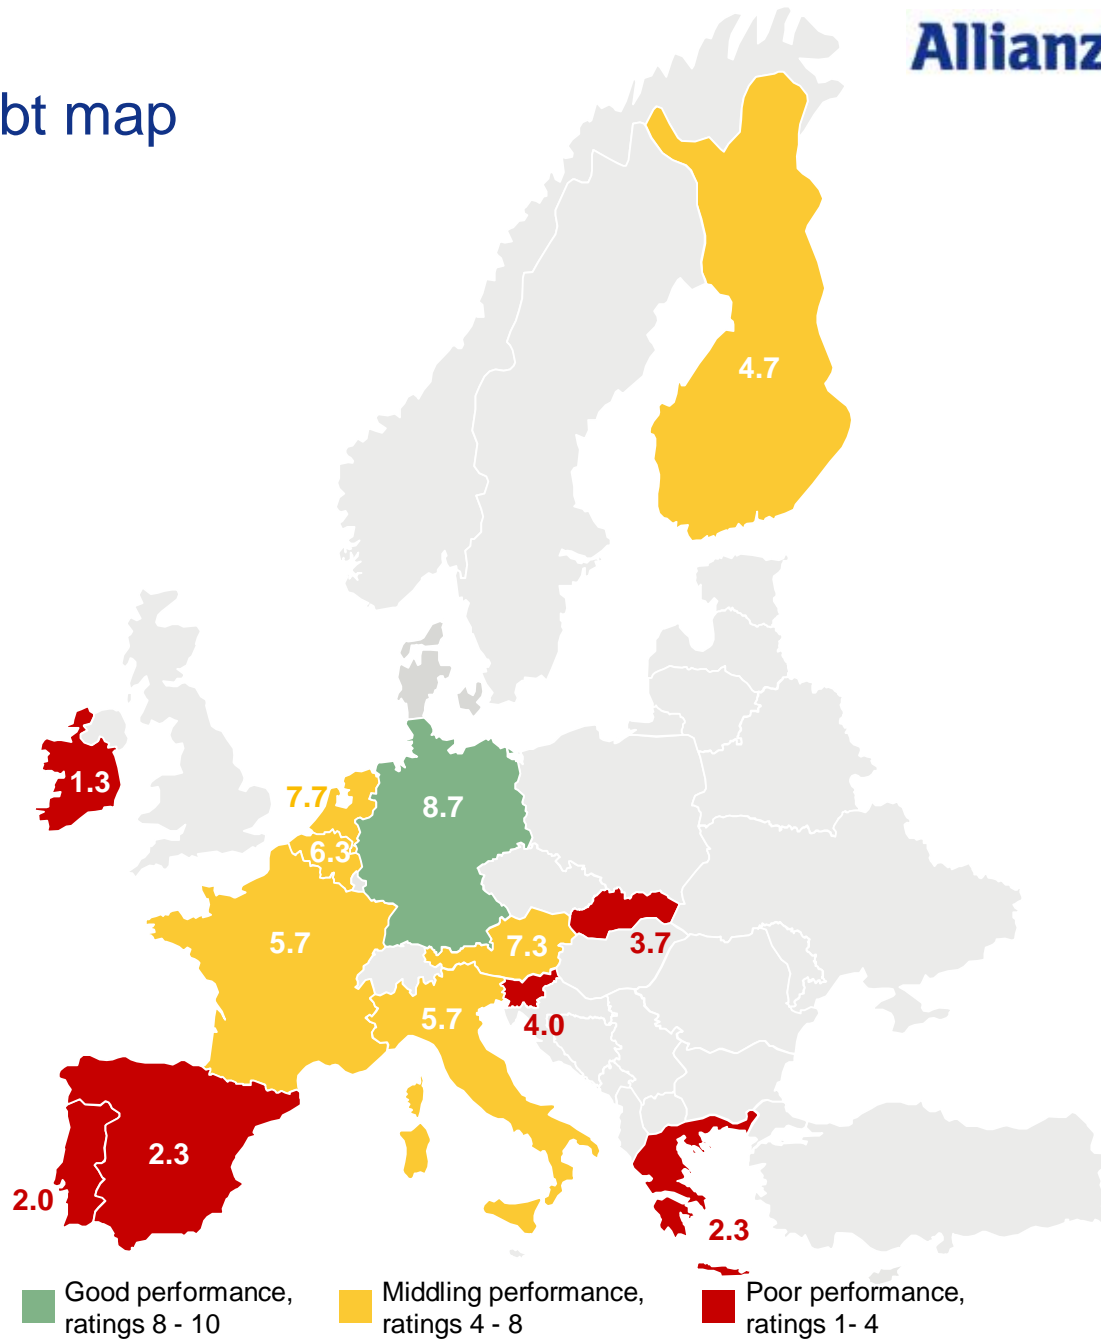 Allianz
bt map
4.7
1.3
7.7
8.7
6.3
5.7
7.3
3.7
5.7
4.0
2.3
2.0
2.3
Good performance,
ratings 8 - 10
Middling performance,
ratings 4 - 8
Poor performance,
ratings 1- 4